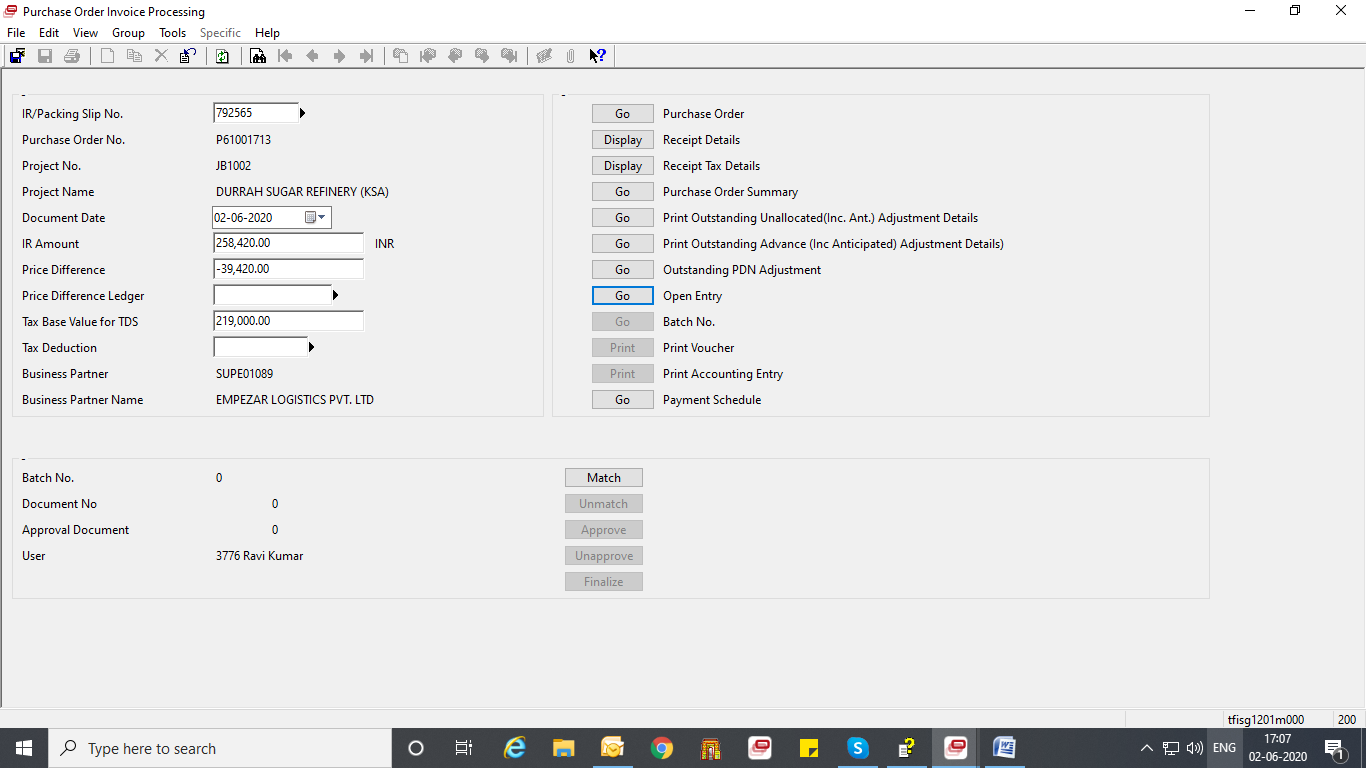 Purchase Order Invoice Processing
File Edit View Group Tools Specific Help
IR/Packing Slip No. 792565
Purchase Order No. P61001713
Project No. JB1002
Project Name DURRAH SUGAR REFINERY (KSA)
Document Date 02-06-2020
IR Amount 258,420.00 INR
Price Difference -39,420.00
Price Difference Ledger
Tax Base Value for TDS 219,000.00
Tax Deduction
Business Partner SUPE01089
Business Partner Name EMPEZAR LOGISTICS PVT. LTD
Go Purchase Order
Display Receipt Details
Display Receipt Tax Details
Go Purchase Order Summary
Go Print Outstanding Unallocated(Inc. Ant.) Adjustment Details
Go Print Outstanding Advance (Inc Anticipated) Adjustment Details)
Go Outstanding PDN Adjustment
Go Open Entry
Go Batch No.
Print Print Voucher
Print Print Accounting Entry
Go Payment Schedule
Batch No. 0
Document No 0
Approval Document 0
User 3776 Ravi Kumar
Match
Unmatch
Approve
Unapprove
Finalize
tfisg1201m000 200
Type here to search
ENG
17:07
02-06-2020
1